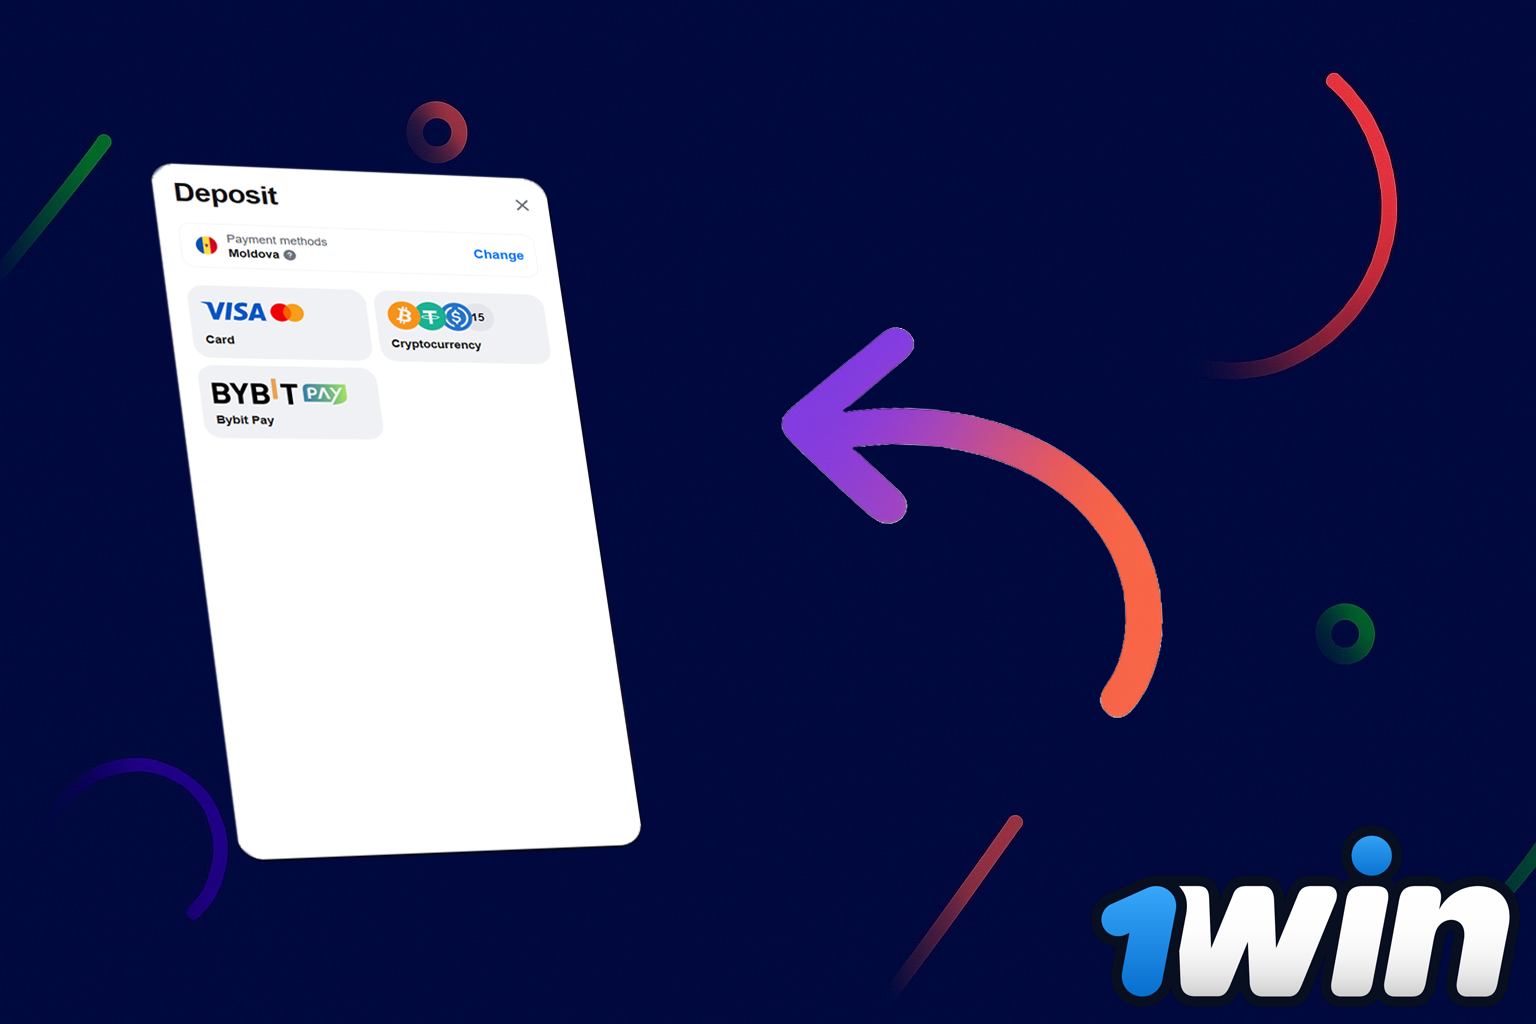 Deposit
Payment methods
Moldova ?
Change
VISA
Card
15
Cryptocurrency
BYBIT PAY
Bybit Pay
1win